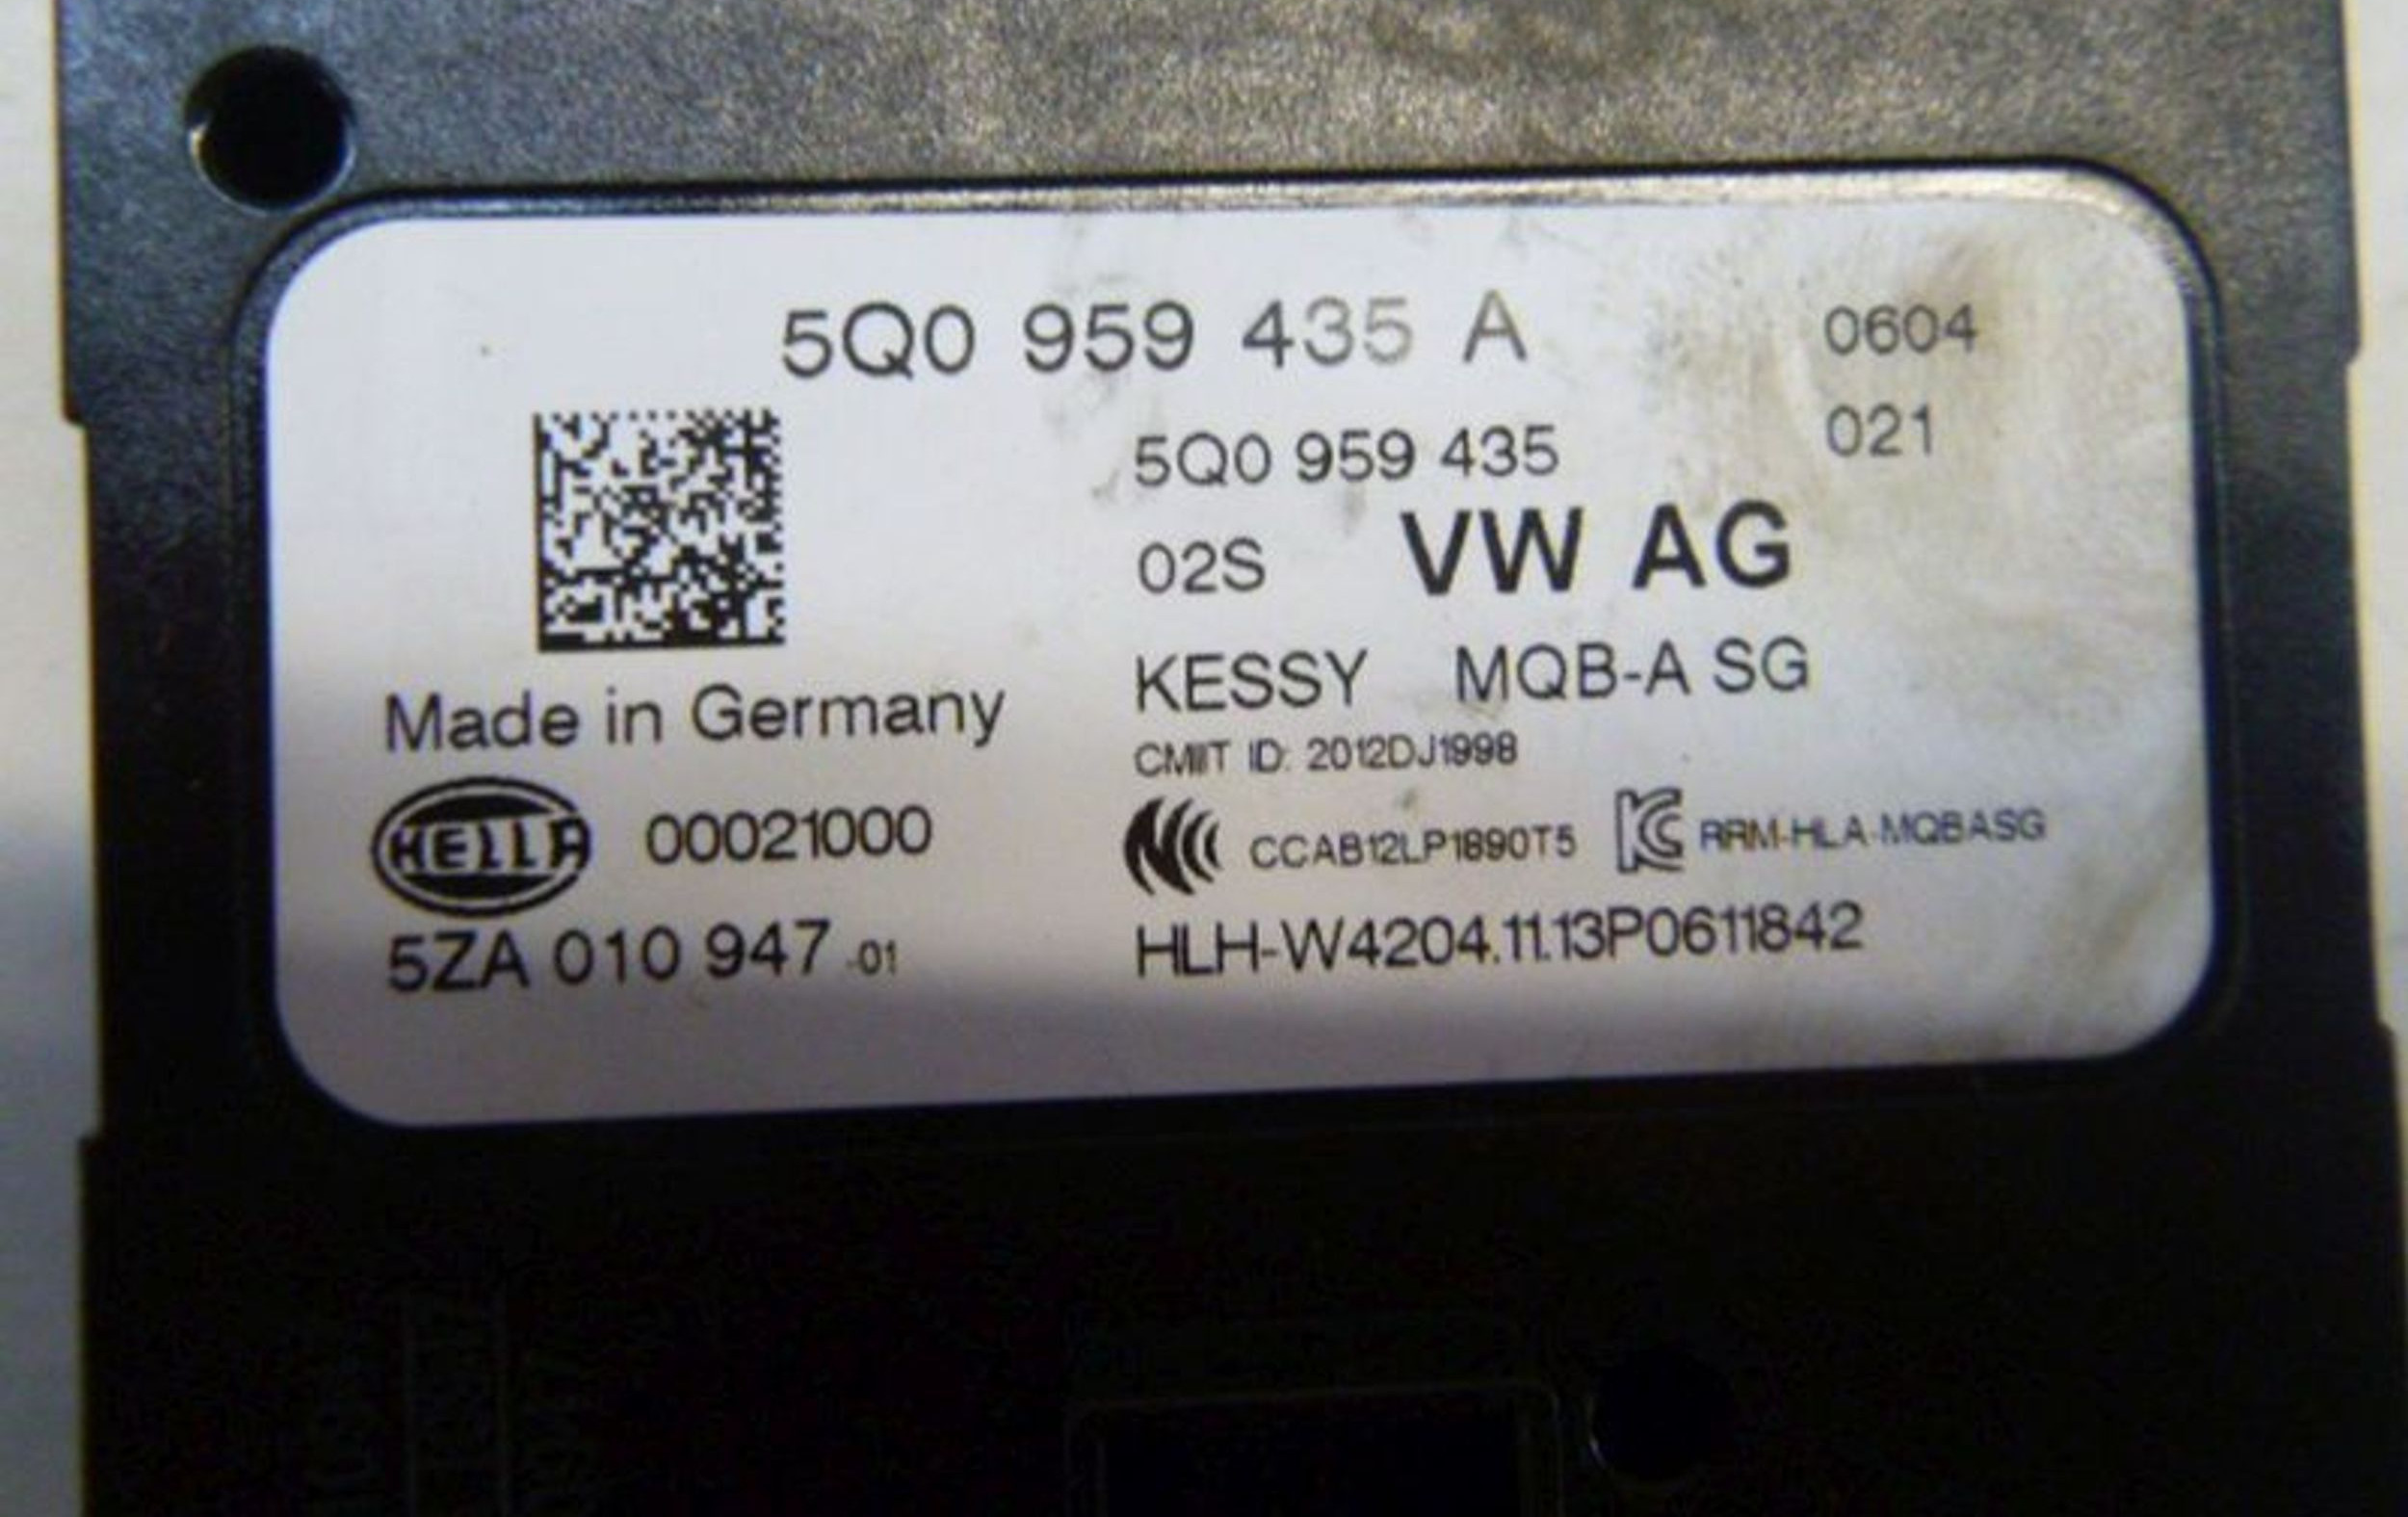 5Q0 959 435 A 0604
5Q0 959 435 021
02S VW AG
KESSY MQB-A SG
Made in Germany
CMIIT ID: 2012DJ1998
HELLA 00021000
CCAB12LP1890T5 KC RRM-HLA-MQBASG
5ZA 010 947 -01
HLH-W4204.11.13P0611842